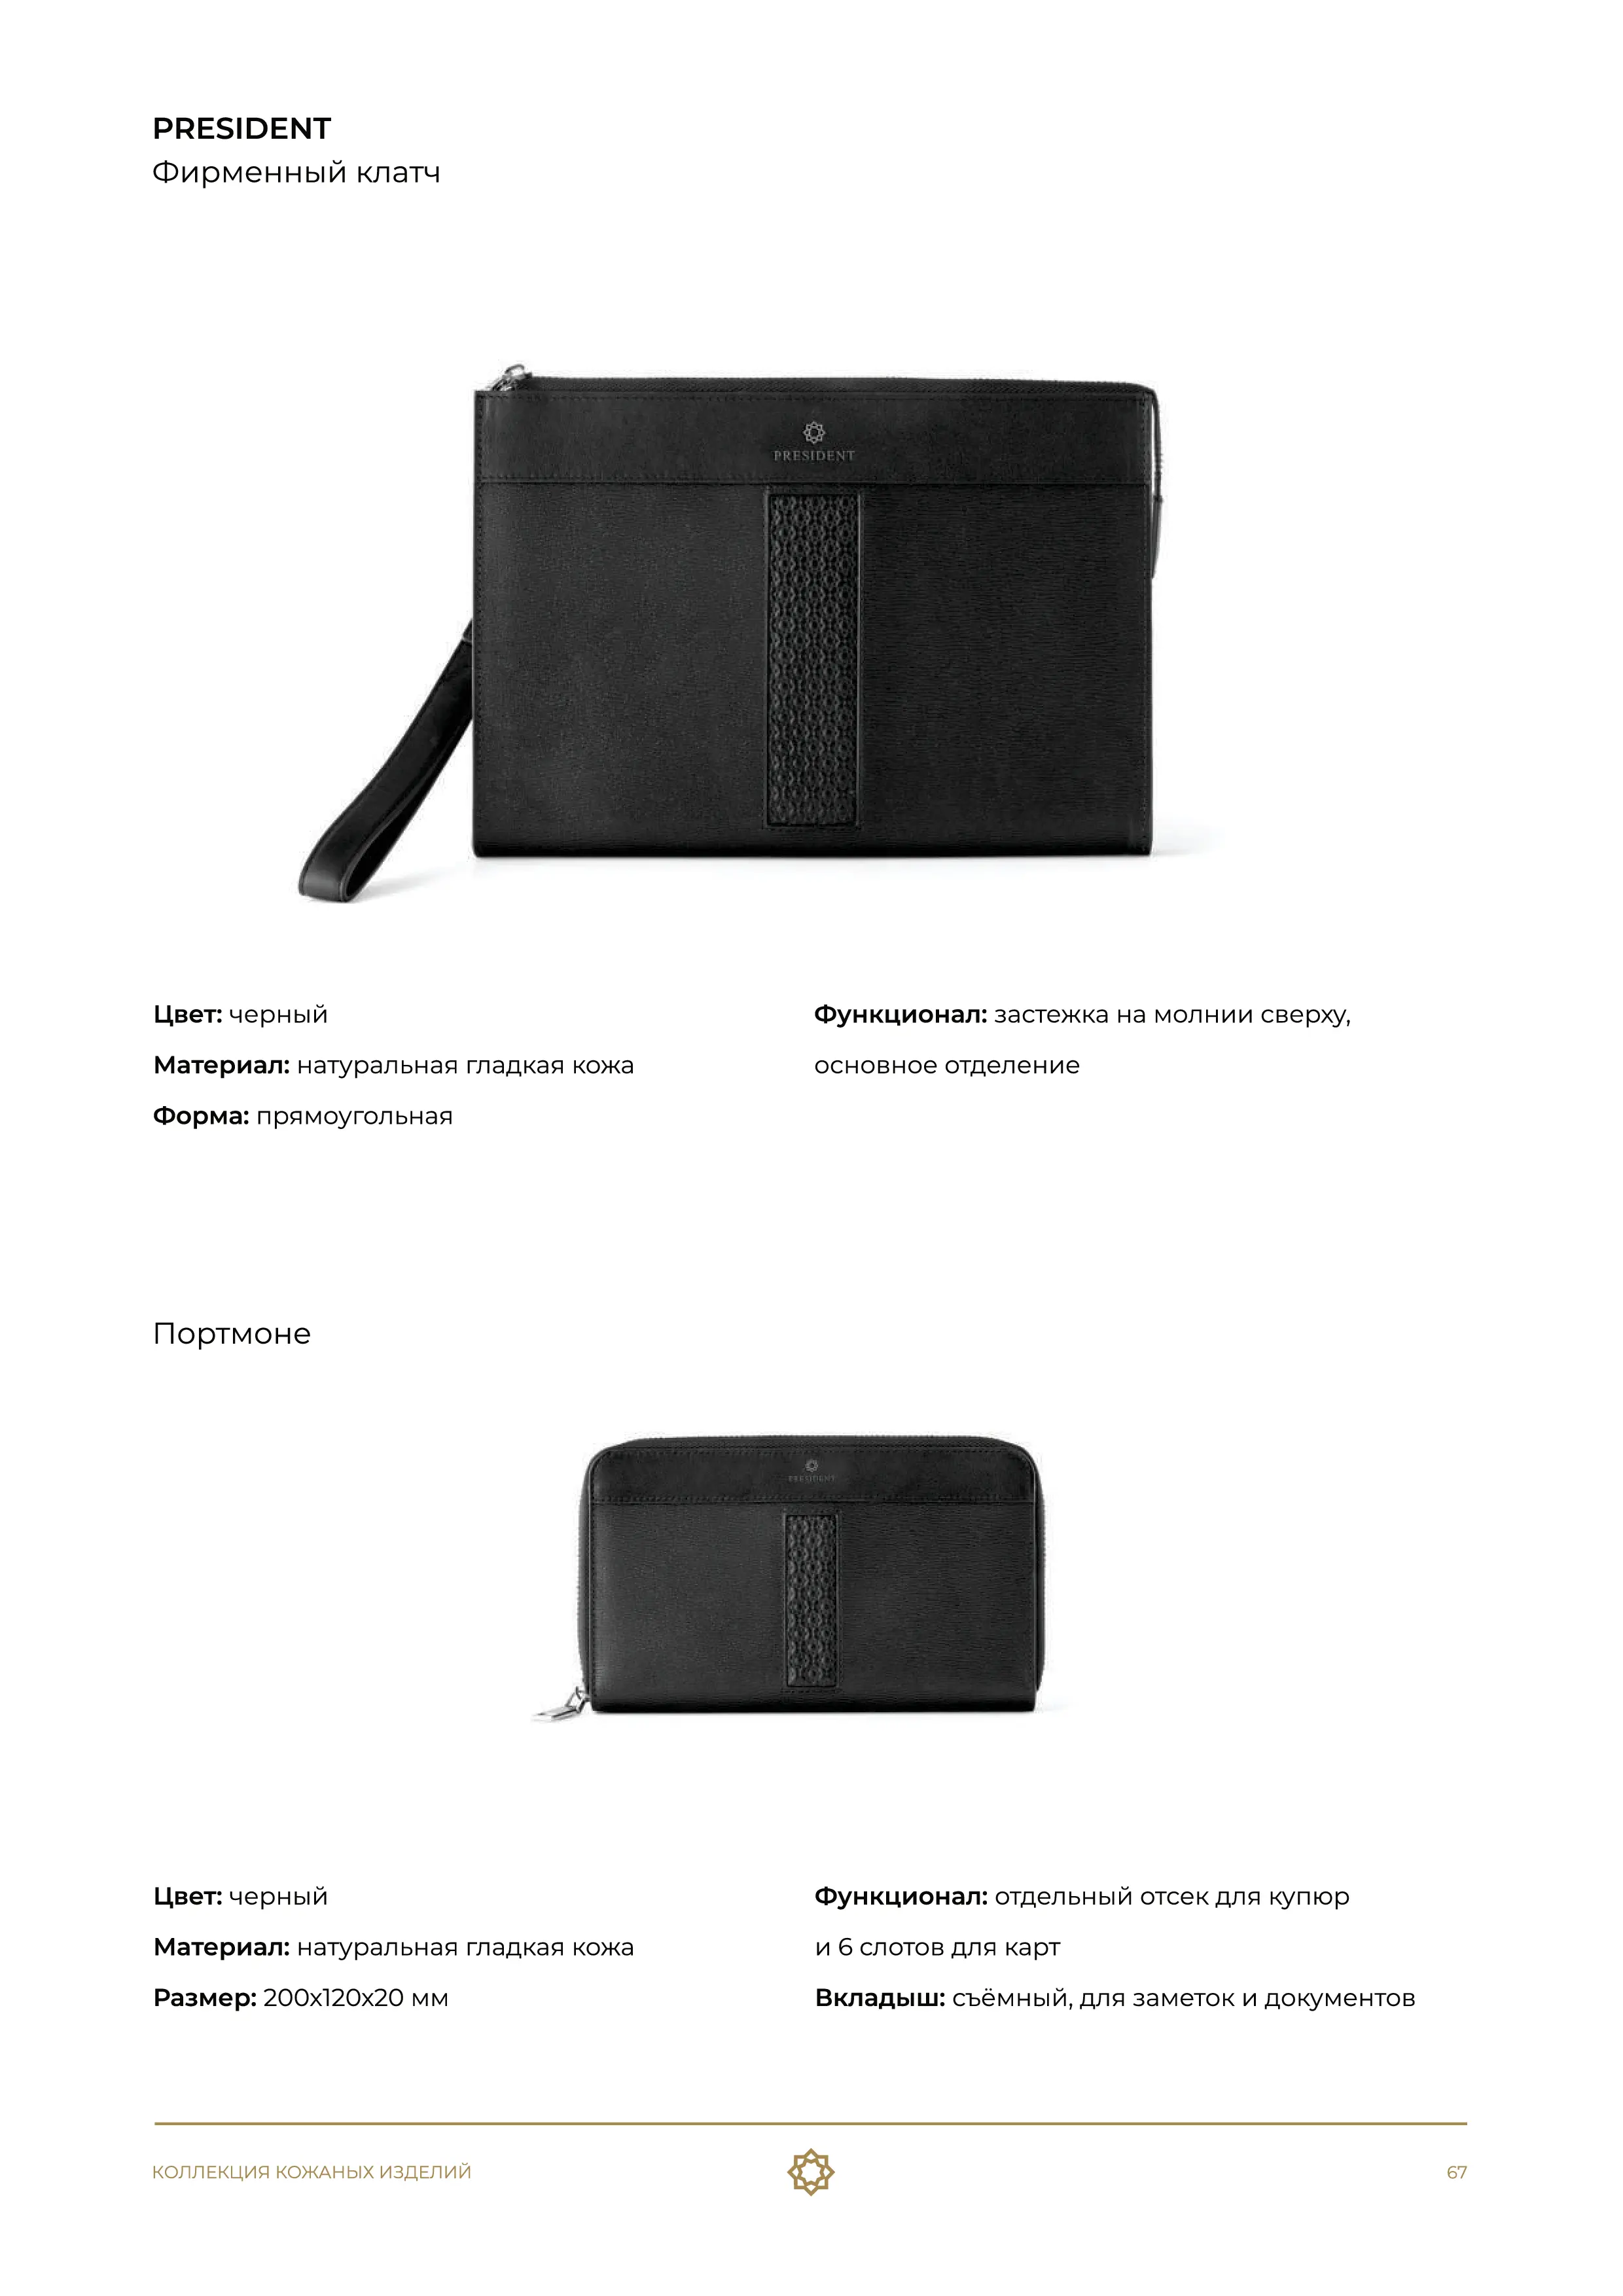 PRESIDENT
Фирменный клатч
PRESIDENT
Цвет: черный
Материал: натуральная гладкая кожа
Форма: прямоугольная
Функционал: застежка на молнии сверху,
основное отделение
Портмоне
PRESIDENT
Цвет: черный
Материал: натуральная гладкая кожа
Размер: 200x120x20 мм
Функционал: отдельный отсек для купюр
и 6 слотов для карт
Вкладыш: съёмный, для заметок и документов
КОЛЛЕКЦИЯ КОЖАНЫХ ИЗДЕЛИЙ
67